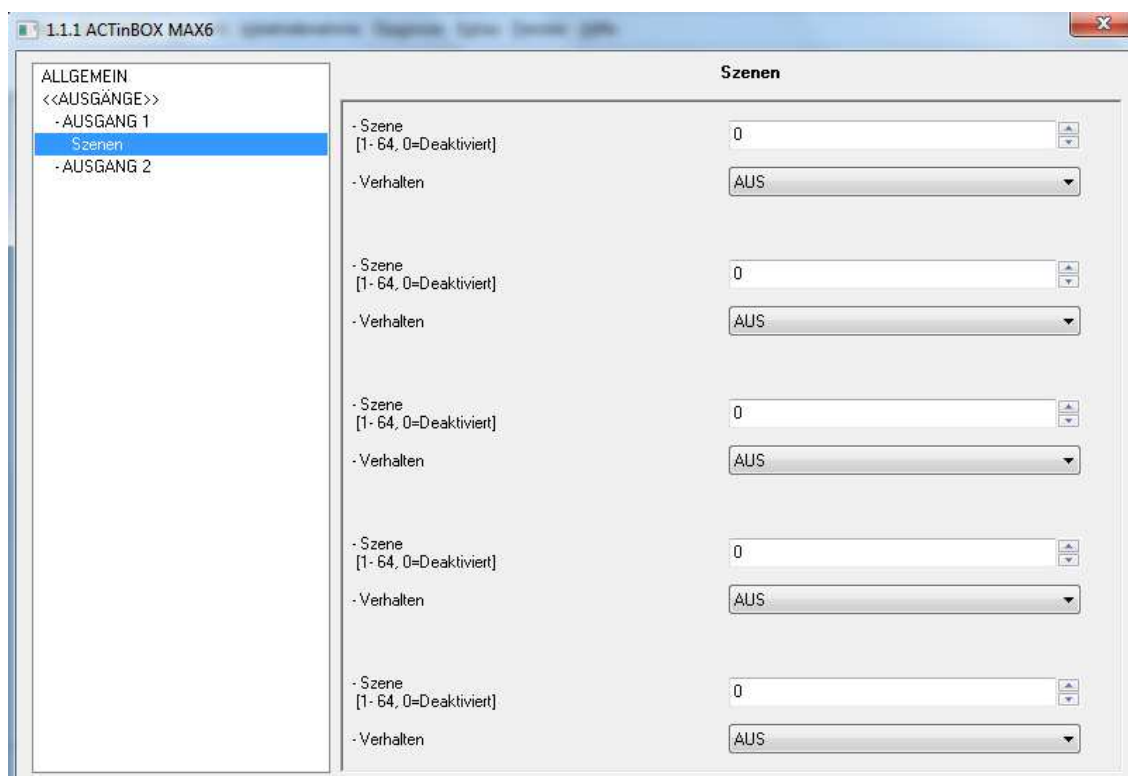 1.1.1 ACTinBOX MAX6
ALLGEMEIN
<<AUSGÄNGE>>
- AUSGANG 1
Szenen
- AUSGANG 2
Szenen
- Szene
[1- 64, 0=Deaktiviert]
0
- Verhalten
AUS
- Szene
[1- 64, 0=Deaktiviert]
0
- Verhalten
AUS
- Szene
[1- 64, 0=Deaktiviert]
0
- Verhalten
AUS
- Szene
[1- 64, 0=Deaktiviert]
0
- Verhalten
AUS
- Szene
[1- 64, 0=Deaktiviert]
0
- Verhalten
AUS